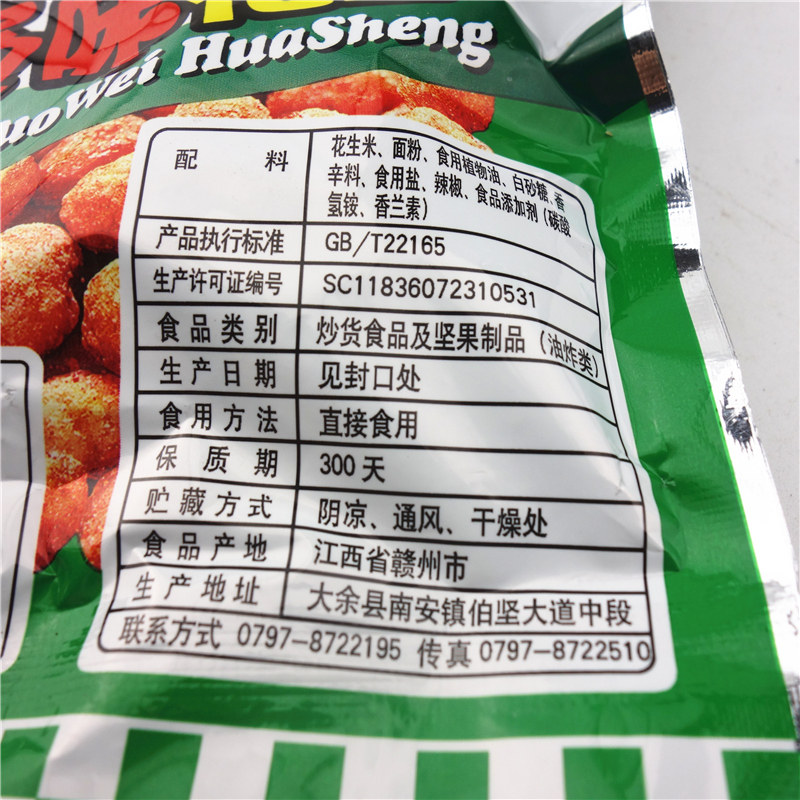 味
uoWei HuaSheng
配 料 花生米、面粉、食用植物油、白砂糖、香
辛料、食用盐、辣椒、食品添加剂（碳酸
氢铵、香兰素）
产品执行标准 GB/T22165
生产许可证编号 SC11836072310531
食品类别 炒货食品及坚果制品（油炸类）
生产日期 见封口处
食用方法 直接食用
保质期 300天
贮藏方式 阴凉、通风、干燥处
食品产地 江西省赣州市
生产地址 大余县南安镇伯坚大道中段
联系方式 0797-8722195 传真 0797-8722510